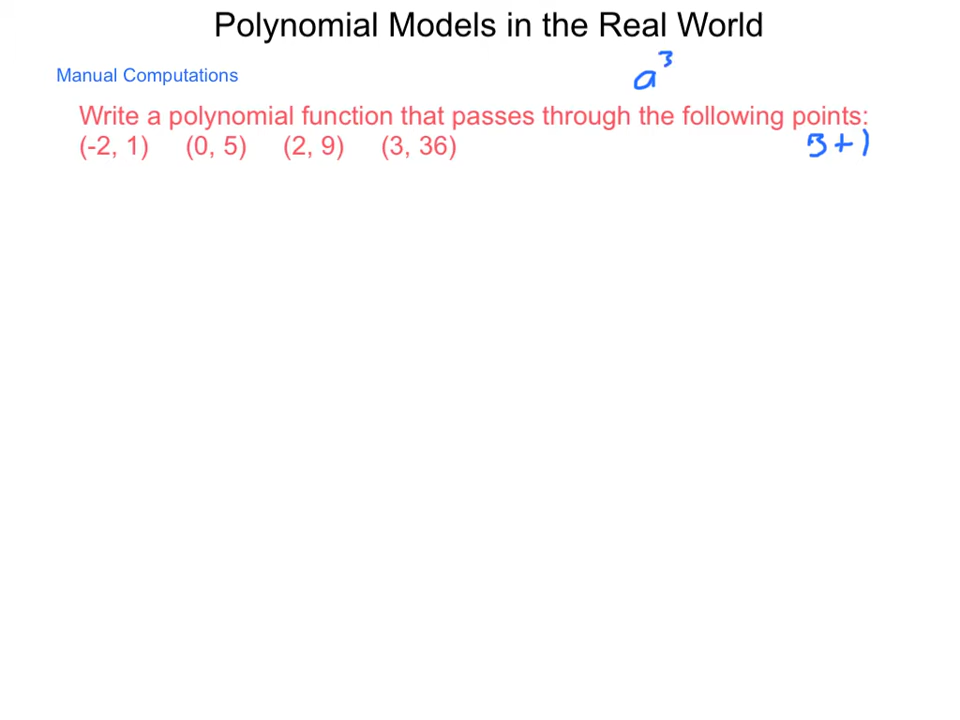 Polynomial Models in the Real World
Manual Computations
a³
Write a polynomial function that passes through the following points:
(-2, 1) (0, 5) (2, 9) (3, 36)
3+1